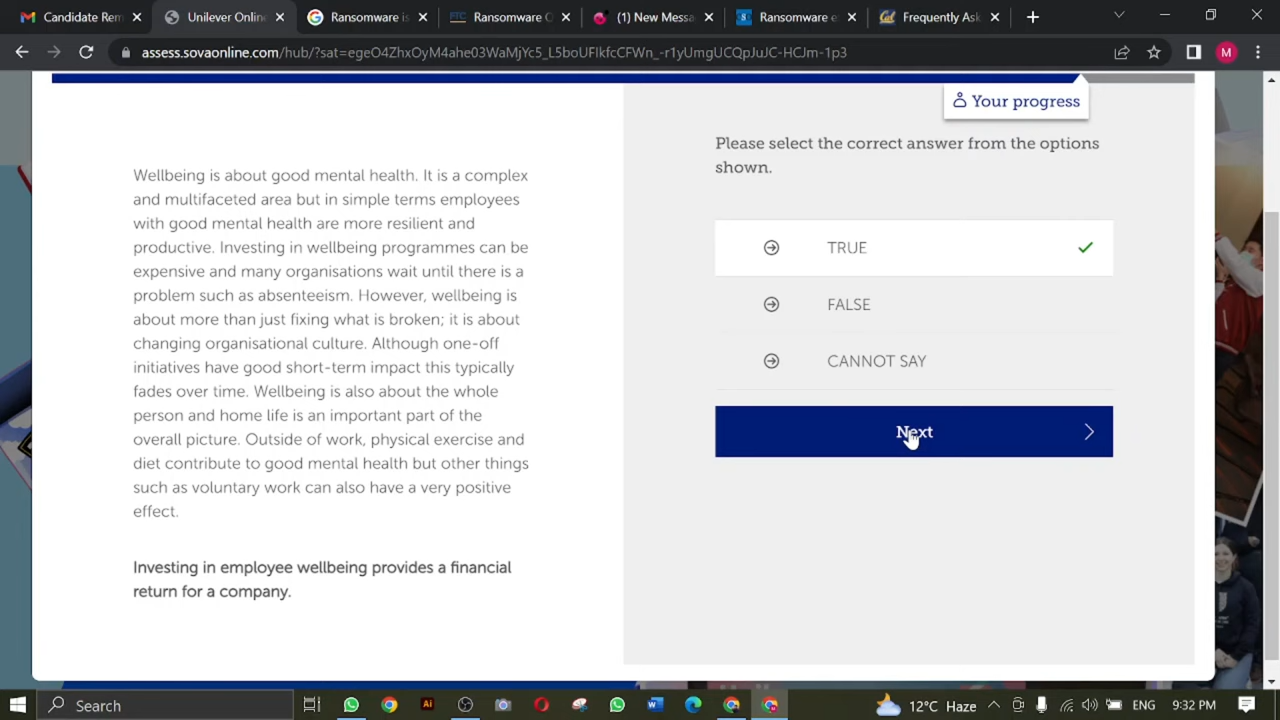 Candidate Rem
Unilever Onlin
Ransomware is
FTC
Ransomware C
(1) New Messa
Ransomware e
Cal
Frequently Ask
assess.sovaonline.com/hub/?sat=egeO4ZhxOyM4ahe03WaMjYc5_L5boUFIkfcCFWn_-r1yUmgUCQpJuJC-HCJm-1p3
M
Your progress
Wellbeing is about good mental health. It is a complex
and multifaceted area but in simple terms employees
with good mental health are more resilient and
productive. Investing in wellbeing programmes can be
expensive and many organisations wait until there is a
problem such as absenteeism. However, wellbeing is
about more than just fixing what is broken; it is about
changing organisational culture. Although one-off
initiatives have good short-term impact this typically
fades over time. Wellbeing is also about the whole
person and home life is an important part of the
overall picture. Outside of work, physical exercise and
diet contribute to good mental health but other things
such as voluntary work can also have a very positive
effect.
Investing in employee wellbeing provides a financial
return for a company.
Please select the correct answer from the options
shown.
TRUE
FALSE
CANNOT SAY
Next
Search
Ai
12°C Haze
ENG
9:32 PM